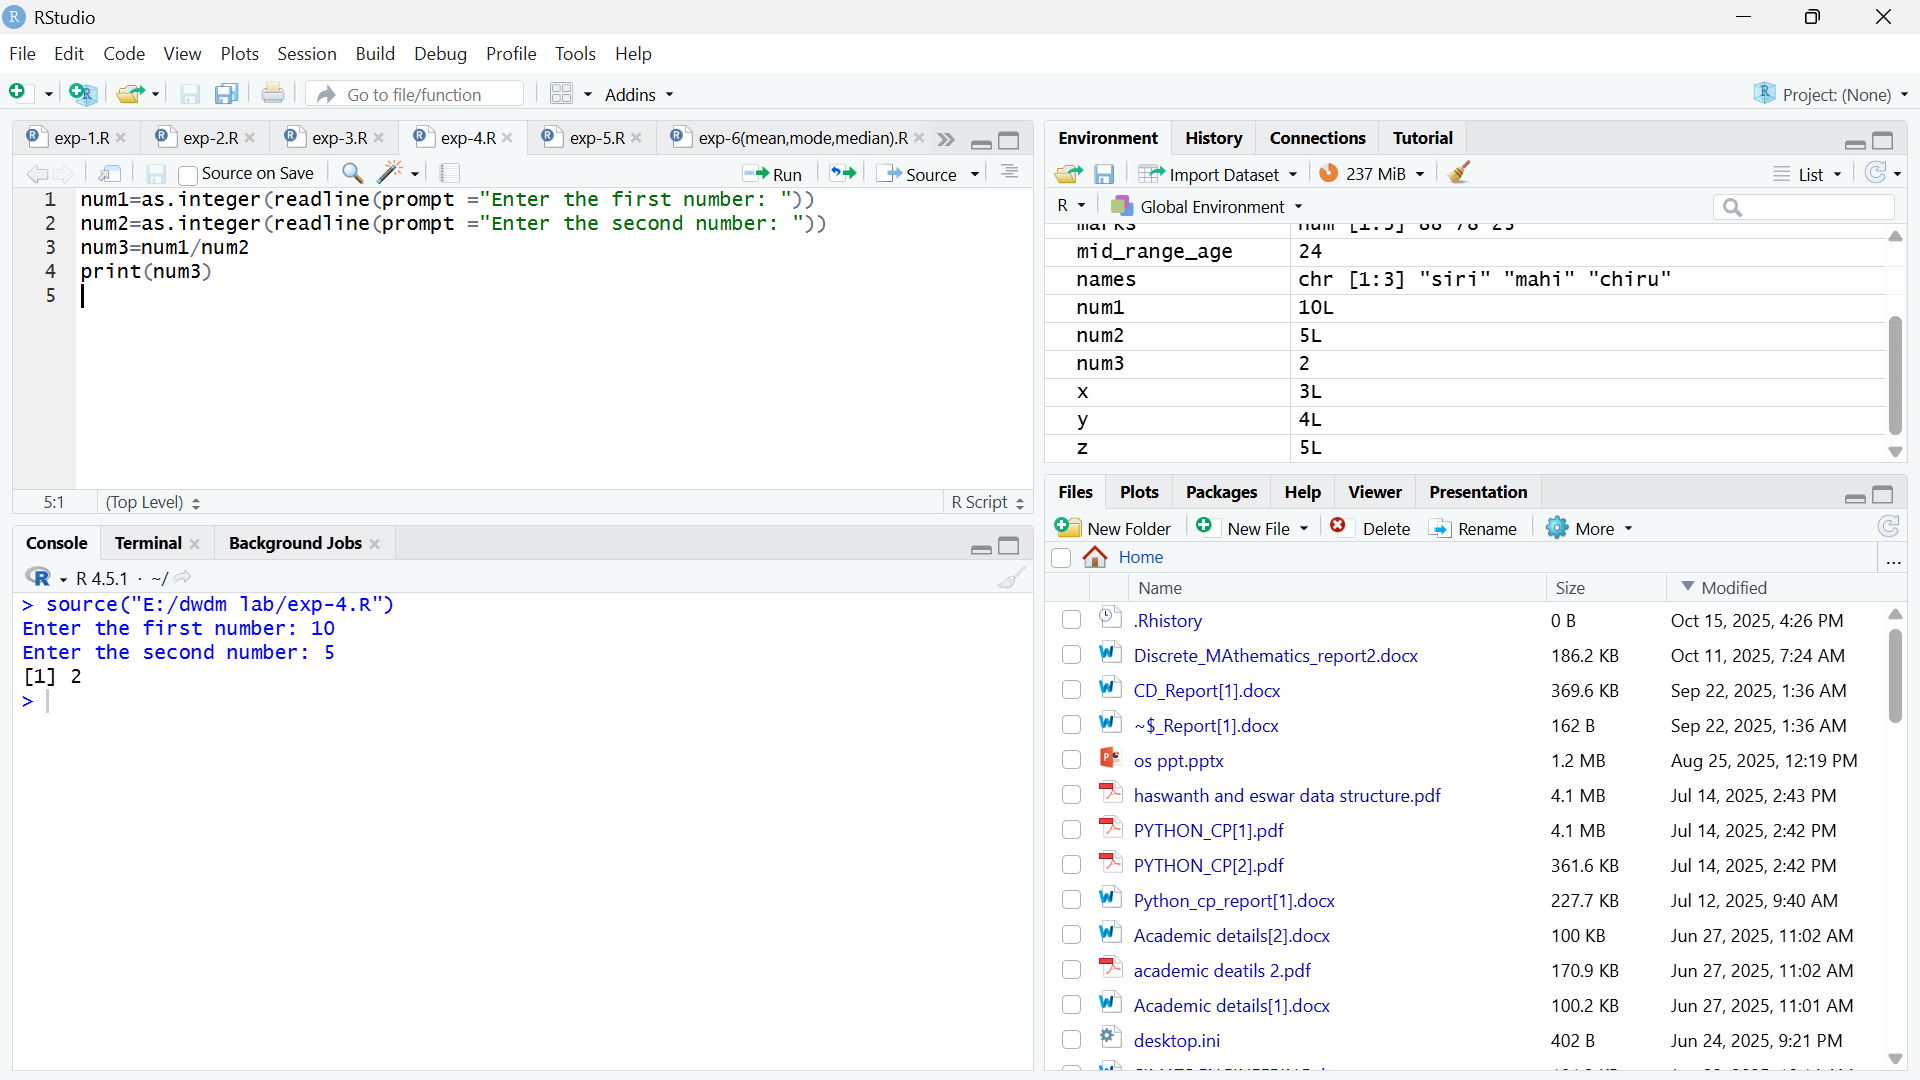 RStudio
File Edit Code View Plots Session Build Debug Profile Tools Help
Go to file/function Addins Project: (None)
exp-1.R exp-2.R exp-3.R exp-4.R exp-5.R exp-6(mean,mode,median).R
Source on Save Run Source
1 num1=as.integer(readline(prompt ="Enter the first number: "))
2 num2=as.integer(readline(prompt ="Enter the second number: "))
3 num3=num1/num2
4 print(num3)
5
5:1 (Top Level) R Script
Console Terminal Background Jobs
R 4.5.1 · ~/
> source("E:/dwdm lab/exp-4.R")
Enter the first number: 10
Enter the second number: 5
[1] 2
>
Environment History Connections Tutorial
Import Dataset 237 MiB List
R Global Environment
mid_range_age 24
names chr [1:3] "siri" "mahi" "chiru"
num1 10L
num2 5L
num3 2
x 3L
y 4L
z 5L
Files Plots Packages Help Viewer Presentation
New Folder New File Delete Rename More
Home ...
Name Size Modified
.Rhistory 0 B Oct 15, 2025, 4:26 PM
Discrete_MAthematics_report2.docx 186.2 KB Oct 11, 2025, 7:24 AM
CD_Report[1].docx 369.6 KB Sep 22, 2025, 1:36 AM
~$_Report[1].docx 162 B Sep 22, 2025, 1:36 AM
os ppt.pptx 1.2 MB Aug 25, 2025, 12:19 PM
haswanth and eswar data structure.pdf 4.1 MB Jul 14, 2025, 2:43 PM
PYTHON_CP[1].pdf 4.1 MB Jul 14, 2025, 2:42 PM
PYTHON_CP[2].pdf 361.6 KB Jul 14, 2025, 2:42 PM
Python_cp_report[1].docx 227.7 KB Jul 12, 2025, 9:40 AM
Academic details[2].docx 100 KB Jun 27, 2025, 11:02 AM
academic deatils 2.pdf 170.9 KB Jun 27, 2025, 11:02 AM
Academic details[1].docx 100.2 KB Jun 27, 2025, 11:01 AM
desktop.ini 402 B Jun 24, 2025, 9:21 PM